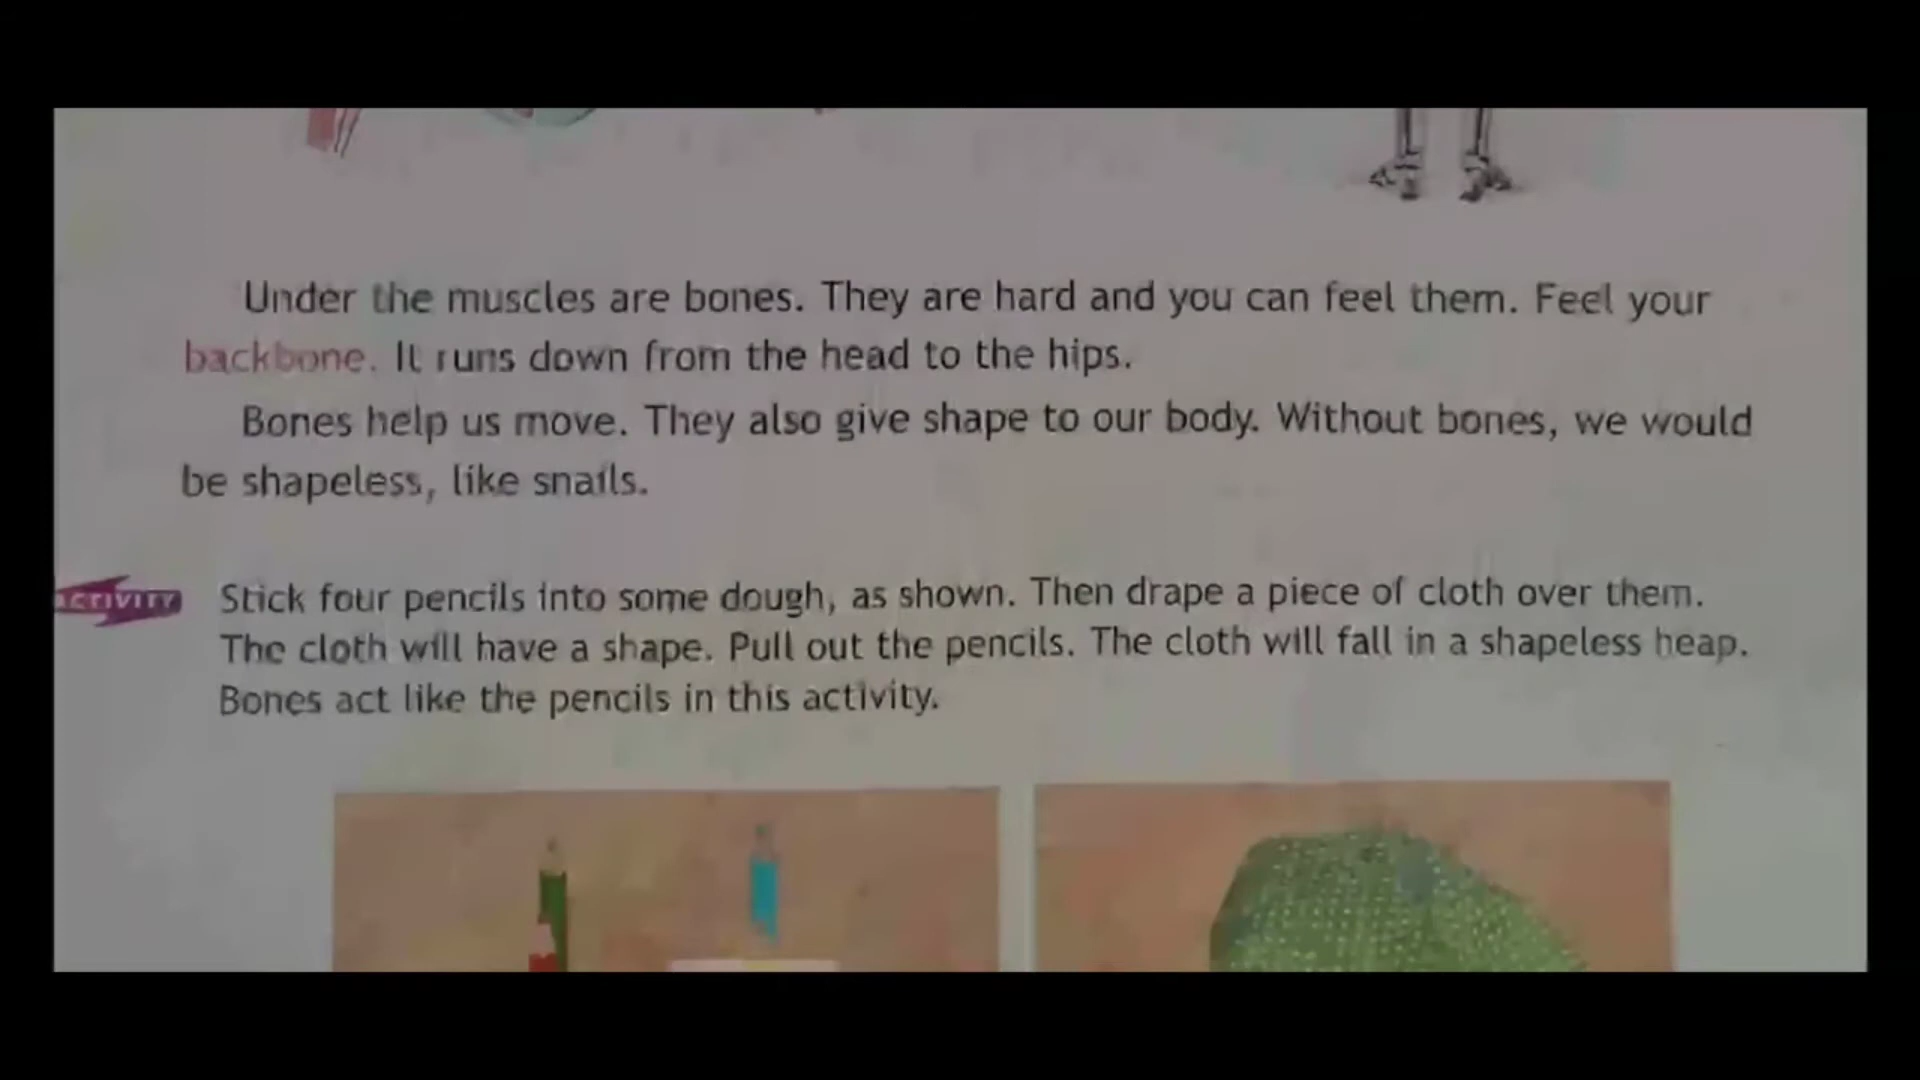 Under the muscles are bones. They are hard and you can feel them. Feel your
backbone. It runs down from the head to the hips.
Bones help us move. They also give shape to our body. Without bones, we would
be shapeless, like snails.
ACTIVITY
Stick four pencils into some dough, as shown. Then drape a piece of cloth over them.
The cloth will have a shape. Pull out the pencils. The cloth will fall in a shapeless heap.
Bones act like the pencils in this activity.